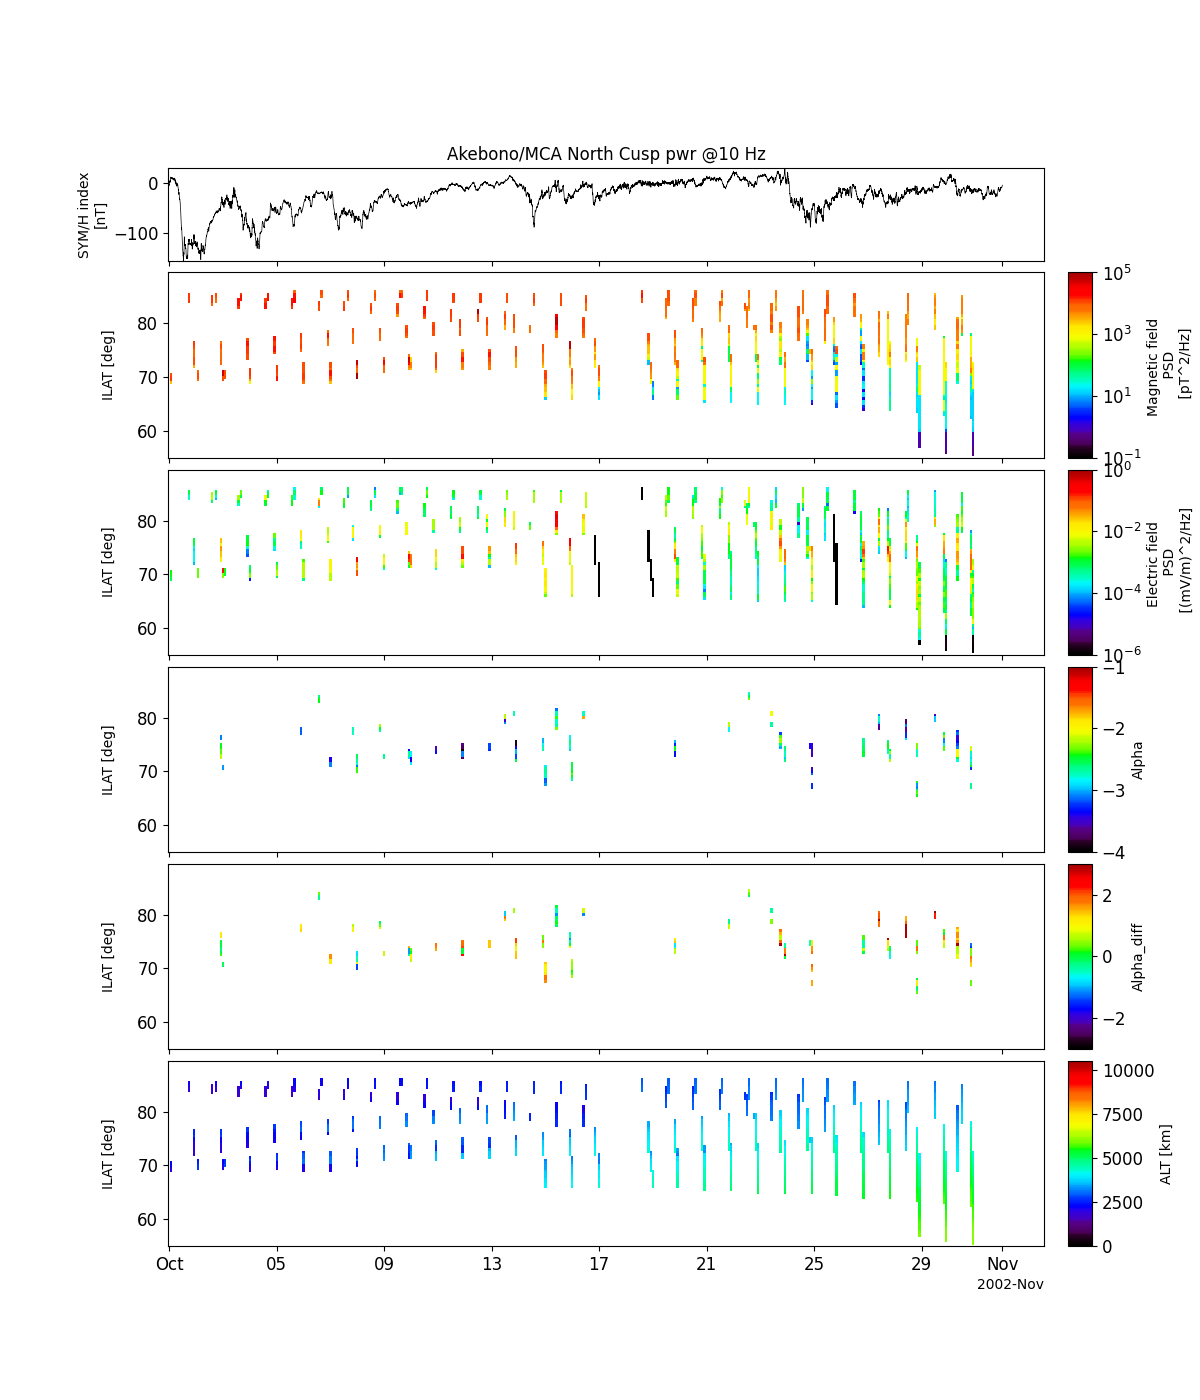 Akebono/MCA North Cusp pwr @10 Hz
SYM/H index
[nT]
0
−100
ILAT [deg]
80
70
60
10^5
10^3
10^1
10^-1
Magnetic field
PSD
[pT^2/Hz]
ILAT [deg]
80
70
60
10^0
10^-2
10^-4
10^-6
Electric field
PSD
[(mV/m)^2/Hz]
ILAT [deg]
80
70
60
−1
−2
−3
−4
Alpha
ILAT [deg]
80
70
60
2
0
−2
Alpha_diff
ILAT [deg]
80
70
60
10000
7500
5000
2500
0
ALT [km]
Oct 05 09 13 17 21 25 29 Nov
2002-Nov